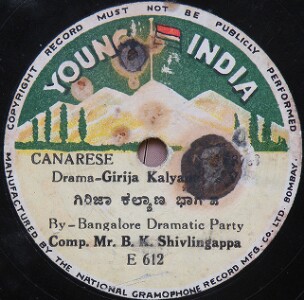 COPYRIGHT RECORD MUST NOT BE PUBLICLY PERFORMED
YOUNG INDIA
CANARESE
Drama-Girija Kalyana
ಗಿರಿಜಾ ಕಲ್ಯಾಣ ಭಾಗ
By-Bangalore Dramatic Party
Comp. Mr. B. K. Shivlingappa
E 612
MANUFACTURED BY THE NATIONAL GRAMOPHONE RECORD MFG. CO. LTD. BOMBAY.